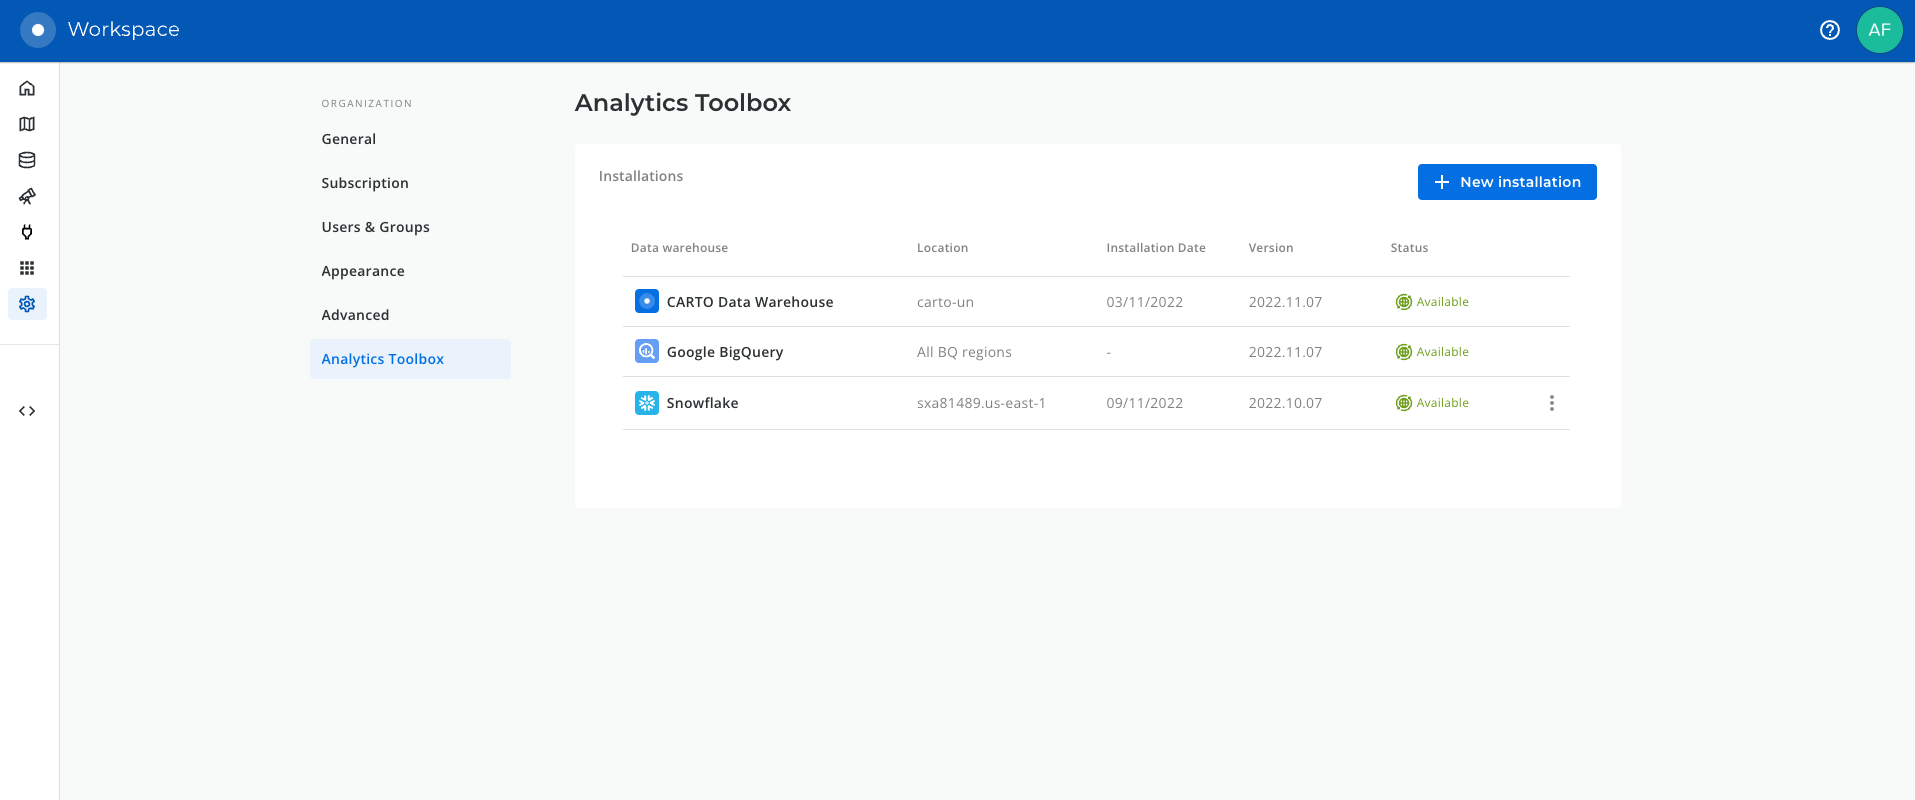 Workspace
AF
ORGANIZATION
General
Subscription
Users & Groups
Appearance
Advanced
Analytics Toolbox
Analytics Toolbox
Installations
New installation
Data warehouse Location Installation Date Version Status
CARTO Data Warehouse carto-un 03/11/2022 2022.11.07 Available
Google BigQuery All BQ regions - 2022.11.07 Available
Snowflake sxa81489.us-east-1 09/11/2022 2022.10.07 Available